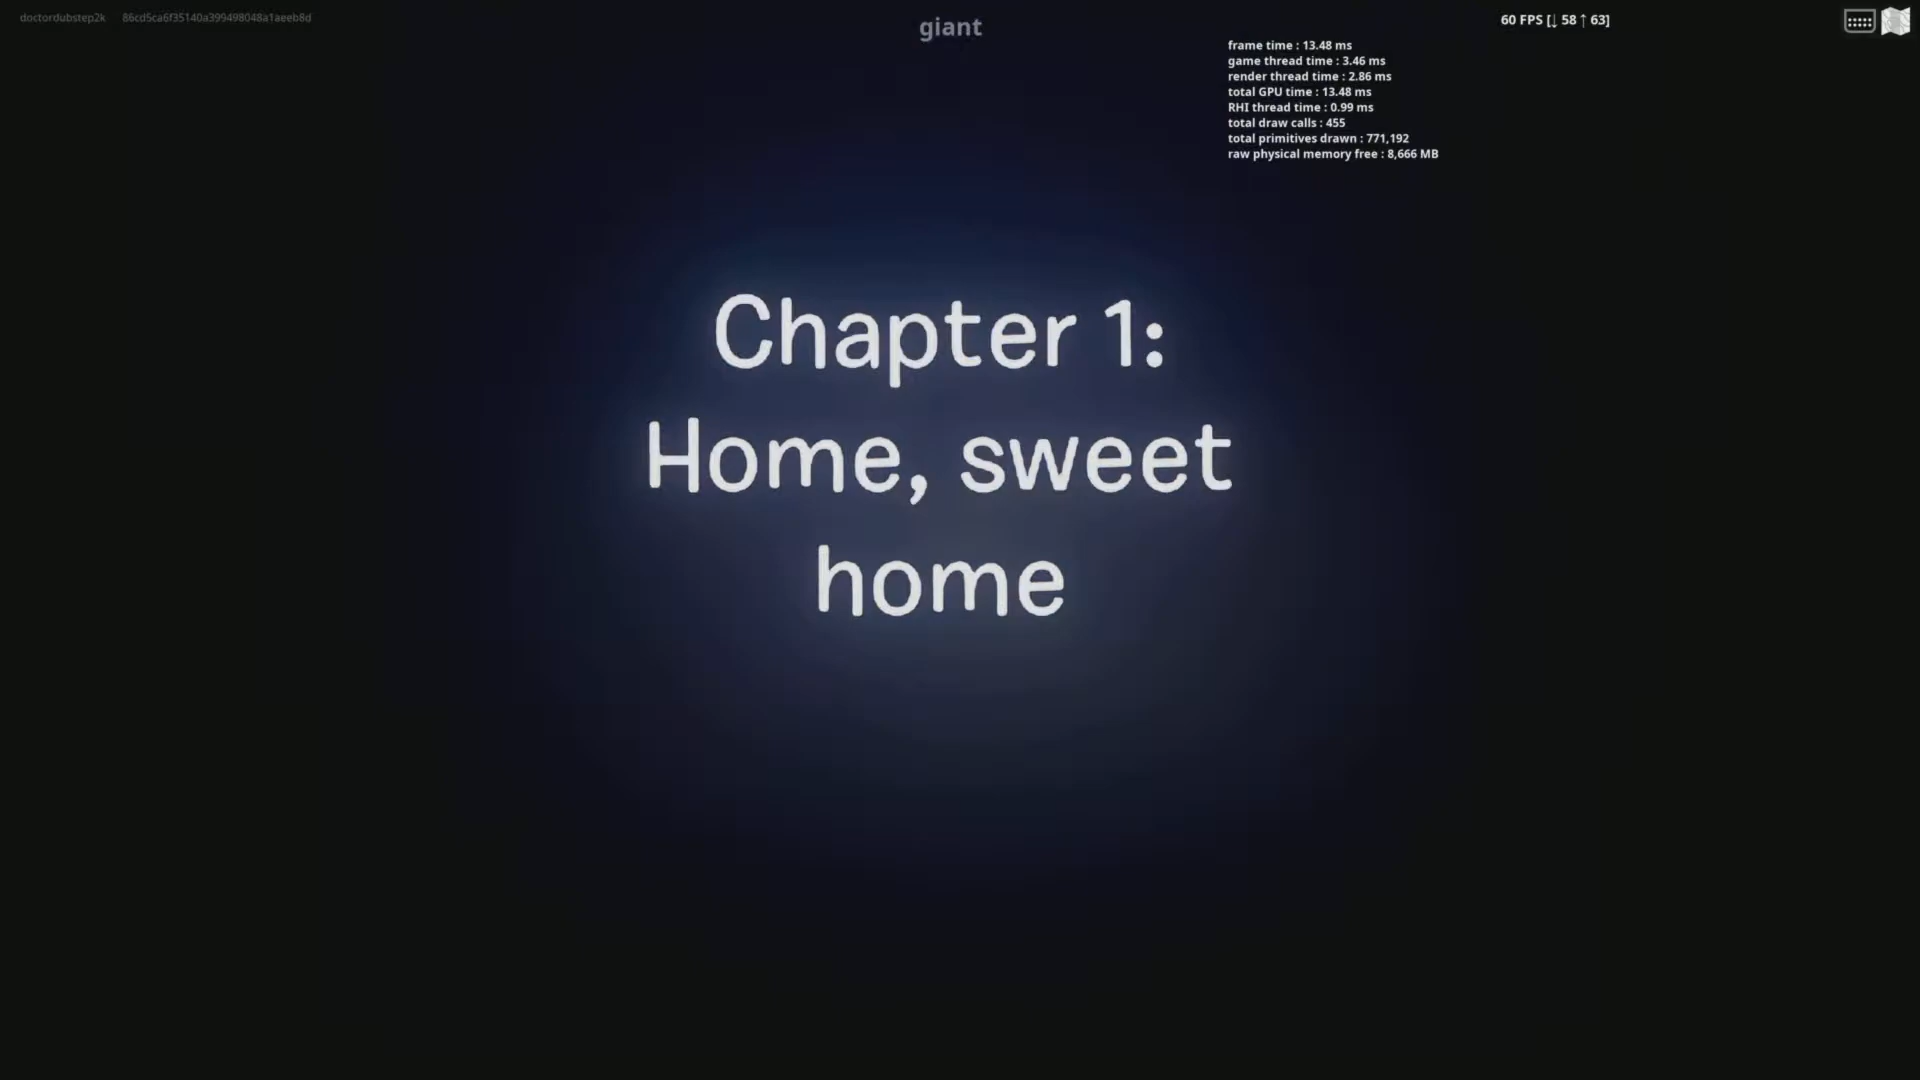 doctordubstep2k 86cd5ca6f35140a399498048a1aeeb8d
giant
60 FPS [↓ 58 ↑ 63]
frame time : 13.48 ms
game thread time : 3.46 ms
render thread time : 2.86 ms
total GPU time : 13.48 ms
RHI thread time : 0.99 ms
total draw calls : 455
total primitives drawn : 771,192
raw physical memory free : 8,666 MB
Chapter 1:
Home, sweet
home